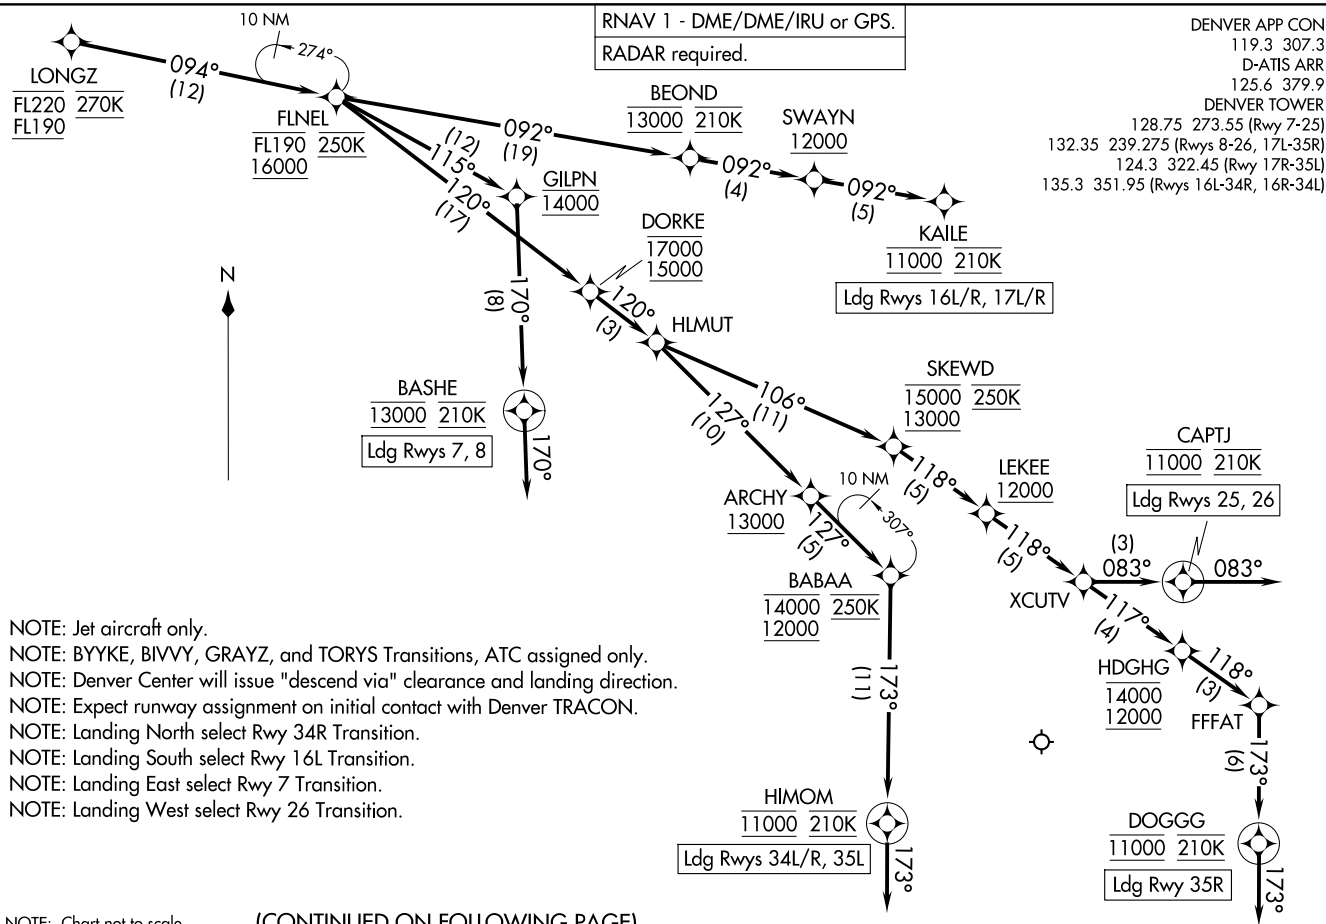 RNAV 1 - DME/DME/IRU or GPS.
RADAR required.
DENVER APP CON
119.3 307.3
D-ATIS ARR
125.6 379.9
DENVER TOWER
128.75 273.55 (Rwy 7-25)
132.35 239.275 (Rwys 8-26, 17L-35R)
124.3 322.45 (Rwy 17R-35L)
135.3 351.95 (Rwys 16L-34R, 16R-34L)
10 NM
274°
LONGZ
FL220 270K
FL190
094°
(12)
FLNEL
FL190 250K
16000
092°
(19)
BEOND
13000 210K
092°
(4)
SWAYN
12000
092°
(5)
KAILE
11000 210K
Ldg Rwys 16L/R, 17L/R
(12)
115°
GILPN
14000
120°
(17)
DORKE
17000
15000
170°
(8)
120°
(3)
HLMUT
BASHE
13000 210K
Ldg Rwys 7, 8
170°
N
106°
(11)
127°
(10)
SKEWD
15000 250K
13000
118°
(5)
LEKEE
12000
118°
(5)
CAPTJ
11000 210K
Ldg Rwys 25, 26
ARCHY
13000
127°
(5)
10 NM
307°
BABAA
14000 250K
12000
XCUTV
(3)
083°
083°
117°
(4)
HDGHG
14000
12000
118°
(3)
FFFAT
173°
(11)
173°
(6)
HIMOM
11000 210K
Ldg Rwys 34L/R, 35L
173°
DOGGG
11000 210K
Ldg Rwy 35R
173°
NOTE: Jet aircraft only.
NOTE: BYYKE, BIVVY, GRAYZ, and TORYS Transitions, ATC assigned only.
NOTE: Denver Center will issue "descend via" clearance and landing direction.
NOTE: Expect runway assignment on initial contact with Denver TRACON.
NOTE: Landing North select Rwy 34R Transition.
NOTE: Landing South select Rwy 16L Transition.
NOTE: Landing East select Rwy 7 Transition.
NOTE: Landing West select Rwy 26 Transition.
NOTE: Chart not to scale.
(CONTINUED ON FOLLOWING PAGE)